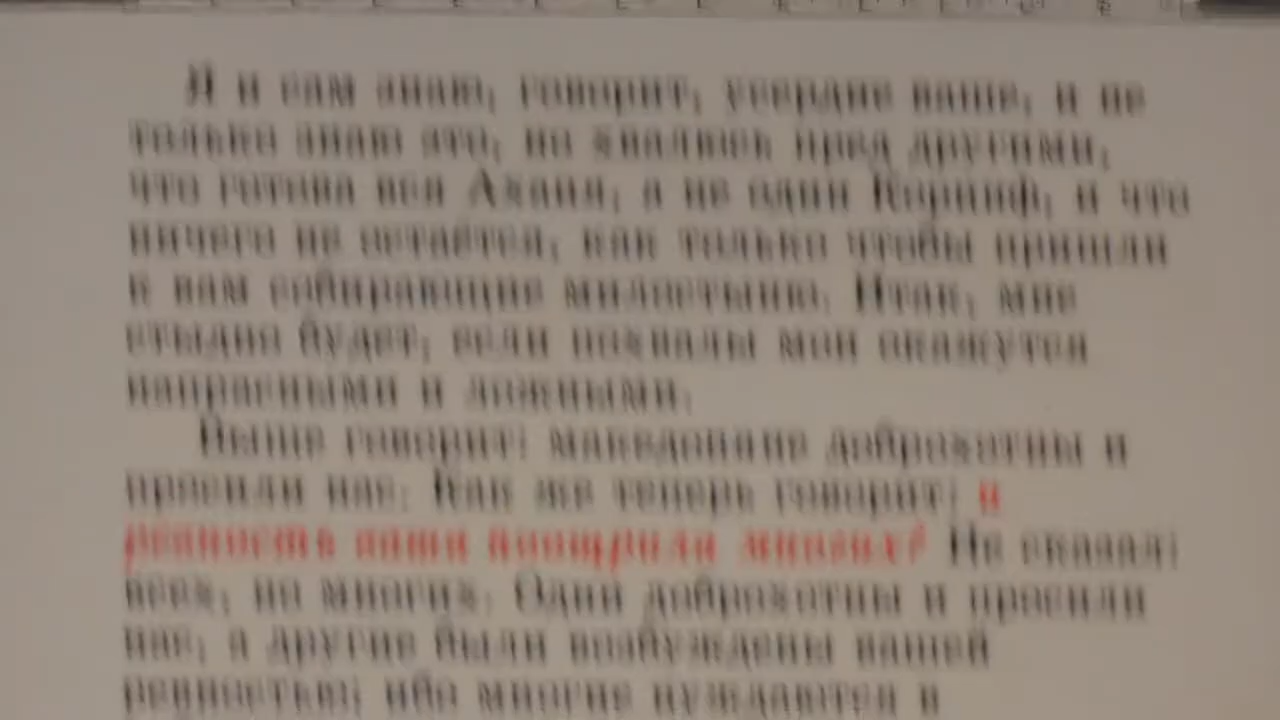 Я и сам знаю, говорит, усердие ваше, и не
только знаю это, но хвалюсь пред другими,
что готова вся Ахаия, а не один Коринф, и что
ничего не остаётся, как только чтобы пришли
к вам собирающие милостыню. Итак, мне
стыдно будет, если похвалы мои окажутся
напрасными и ложными.
Выше говорит: македоняне доброхотны и
просили нас. Как же теперь говорит: и
ревность ваша поощрила многих? Не сказал:
всех, но многих. Одни доброхотны и просили
нас, а другие были возбуждены вашей
ревностью; ибо многие нуждаются в